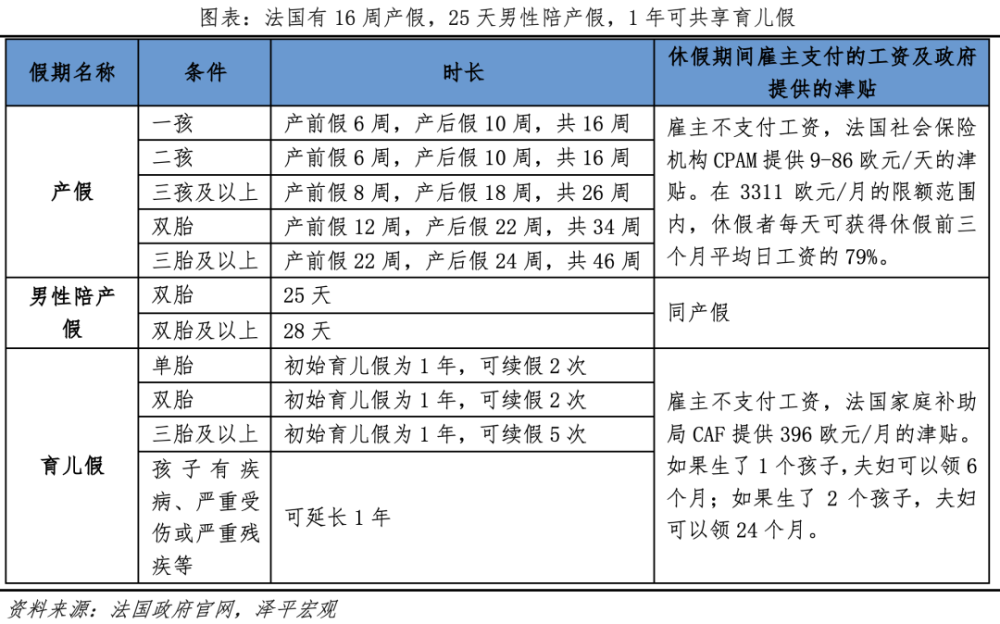 图表：法国有 16 周产假，25 天男性陪产假，1 年可共享育儿假
假期名称
条件
时长
休假期间雇主支付的工资及政府
提供的津贴
产假
一孩
产前假 6 周，产后假 10 周，共 16 周
二孩
产前假 6 周，产后假 10 周，共 16 周
三孩及以上
产前假 8 周，产后假 18 周，共 26 周
双胎
产前假 12 周，产后假 22 周，共 34 周
三胎及以上
产前假 22 周，产后假 24 周，共 46 周
雇主不支付工资，法国社会保险
机构 CPAM 提供 9-86 欧元/天的津
贴。在 3311 欧元/月的限额范围
内，休假者每天可获得休假前三
个月平均日工资的 79%。
男性陪产
假
双胎
25 天
双胎及以上
28 天
同产假
育儿假
单胎
初始育儿假为 1 年，可续假 2 次
双胎
初始育儿假为 1 年，可续假 2 次
三胎及以上
初始育儿假为 1 年，可续假 5 次
孩子有疾
病、严重受
伤或严重残
疾等
可延长 1 年
雇主不支付工资，法国家庭补助
局 CAF 提供 396 欧元/月的津贴。
如果生了 1 个孩子，夫妇可以领 6
个月；如果生了 2 个孩子，夫妇
可以领 24 个月。
资料来源：法国政府官网，泽平宏观